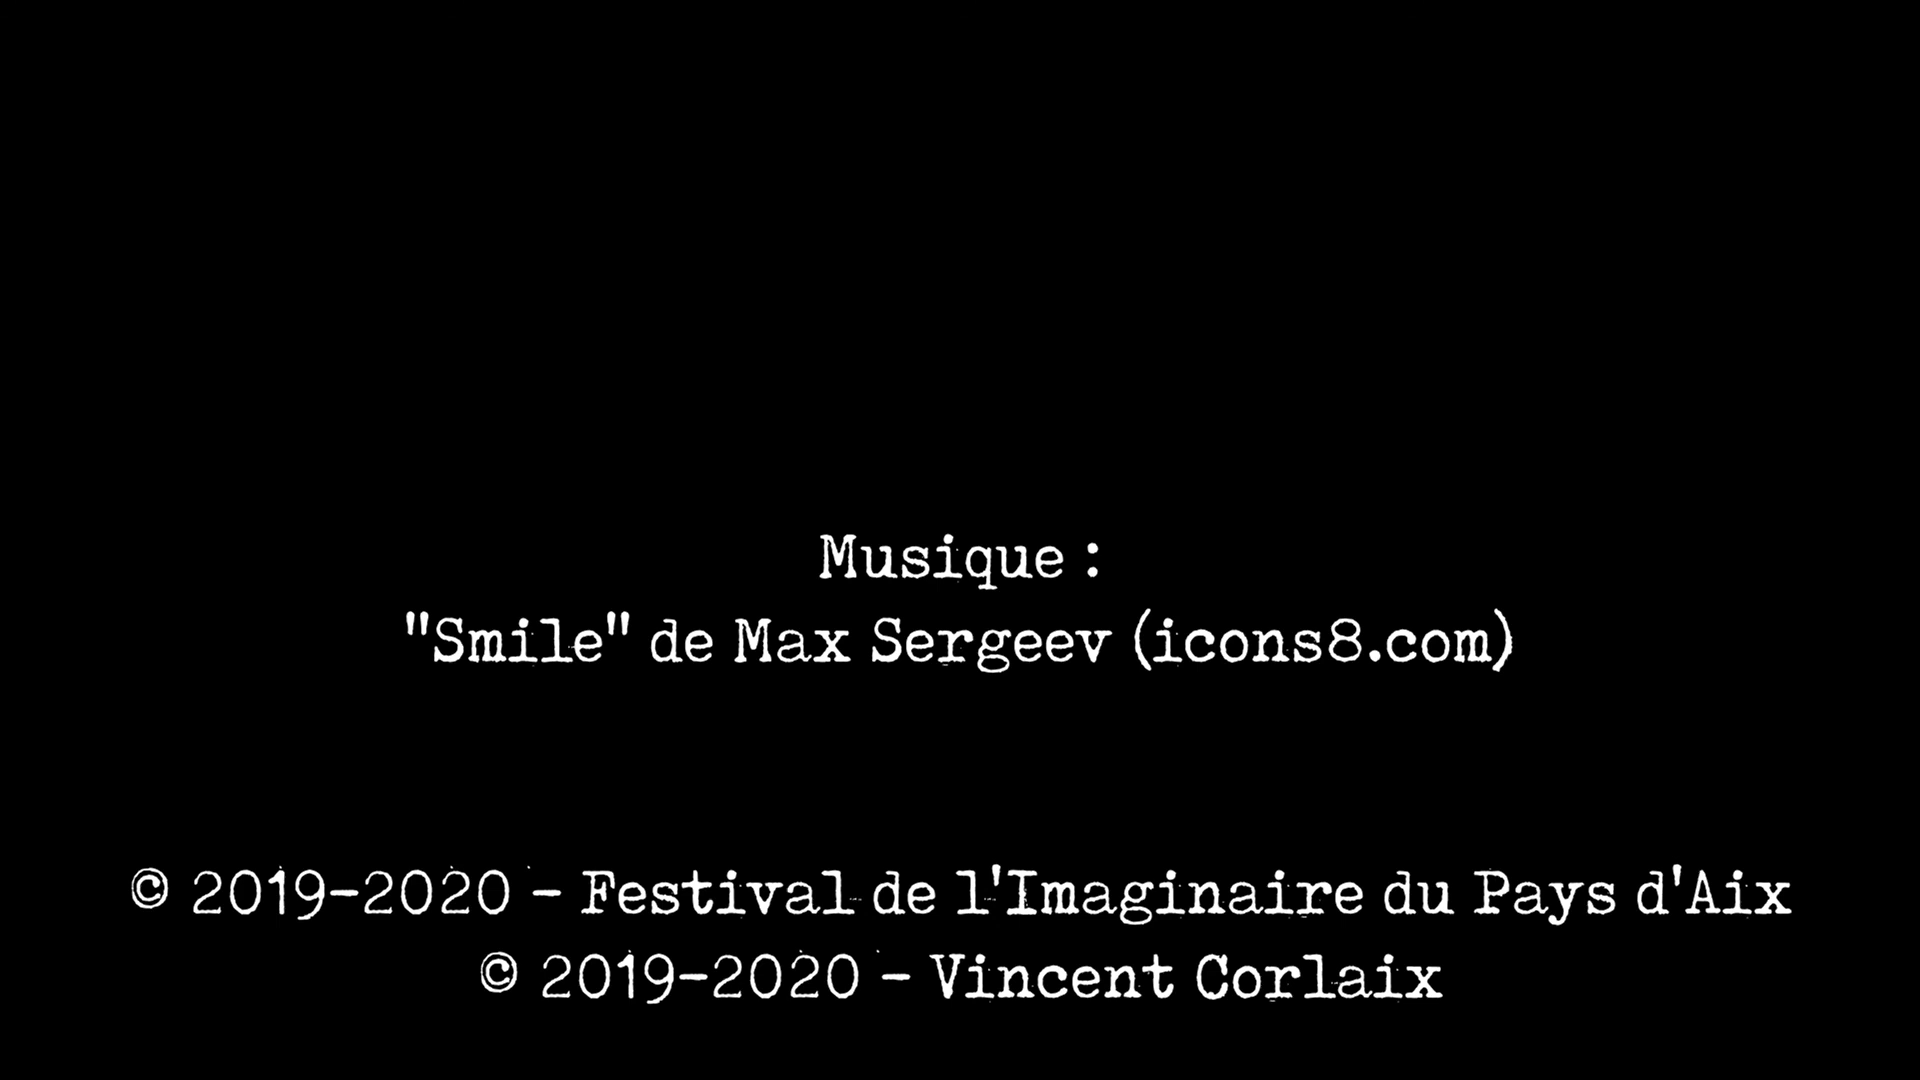 Musique :
"Smile" de Max Sergeev (icons8.com)
© 2019-2020 - Festival de l'Imaginaire du Pays d'Aix
© 2019-2020 - Vincent Corlaix